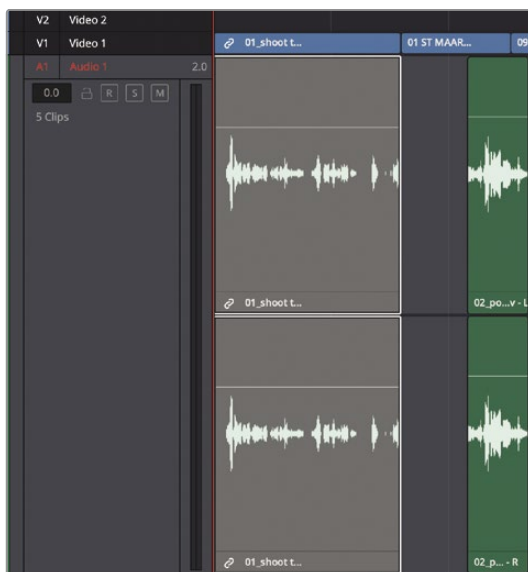 V2 Video 2
V1 Video 1
01_shoot t...
01 ST MAAR...
09
A1 Audio 1 2.0
0.0 R S M
5 Clips
01_shoot t...
02_po...v - L
01_shoot t...
02_p... - R